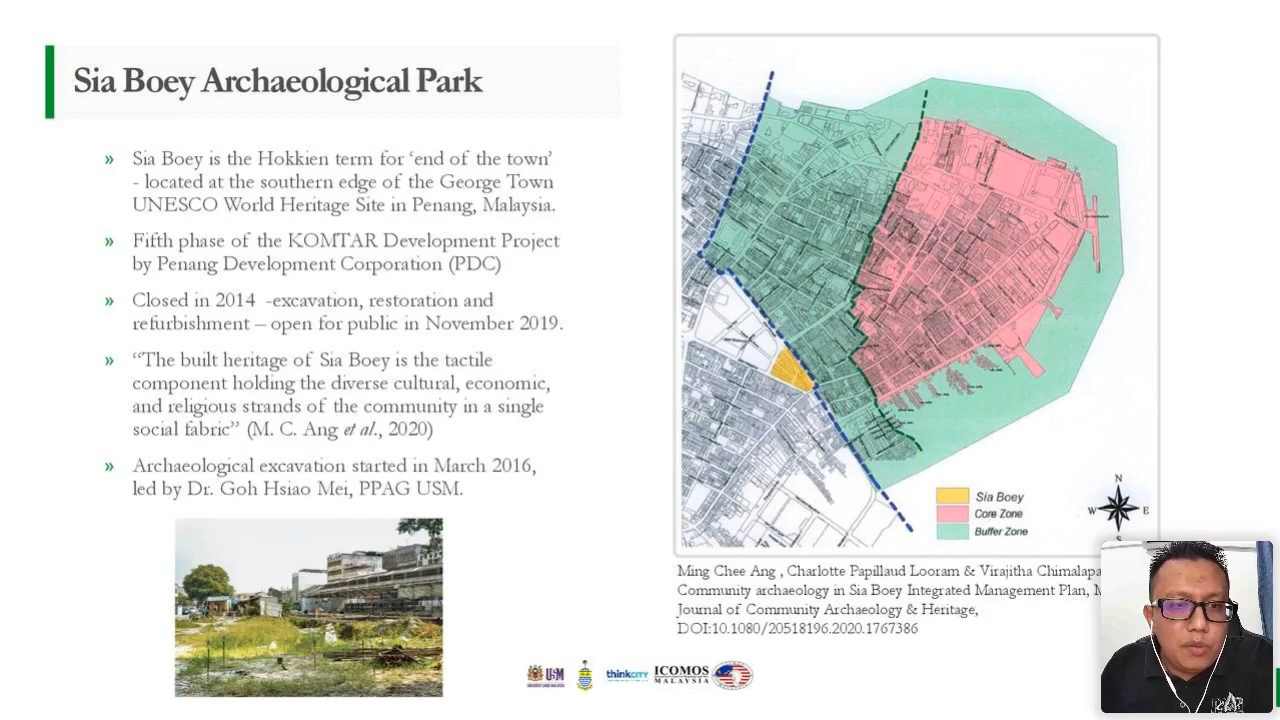 Sia Boey Archaeological Park
» Sia Boey is the Hokkien term for ‘end of the town’
- located at the southern edge of the George Town
UNESCO World Heritage Site in Penang, Malaysia.
» Fifth phase of the KOMTAR Development Project
by Penang Development Corporation (PDC)
» Closed in 2014 -excavation, restoration and
refurbishment – open for public in November 2019.
» “The built heritage of Sia Boey is the tactile
component holding the diverse cultural, economic,
and religious strands of the community in a single
social fabric” (M. C. Ang et al., 2020)
» Archaeological excavation started in March 2016,
led by Dr. Goh Hsiao Mei, PPAG USM.
Sia Boey
Core Zone
Buffer Zone
N
W E
S
Ming Chee Ang , Charlotte Papillaud Looram & Virajitha Chimalapa
Community archaeology in Sia Boey Integrated Management Plan, M
Journal of Community Archaeology & Heritage,
DOI:10.1080/20518196.2020.1767386
USM
thinkcity
ICOMOS
MALAYSIA